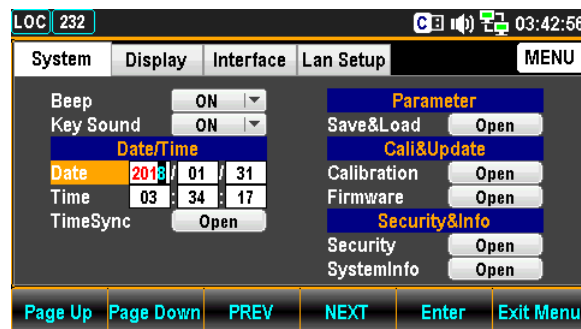 LOC 232 C 03:42:56
System Display Interface Lan Setup MENU
Beep ON
Key Sound ON
Date/Time
Date 2018 / 01 / 31
Time 03 : 34 : 17
TimeSync Open
Parameter
Save&Load Open
Cali&Update
Calibration Open
Firmware Open
Security&Info
Security Open
SystemInfo Open
Page Up Page Down PREV NEXT Enter Exit Menu